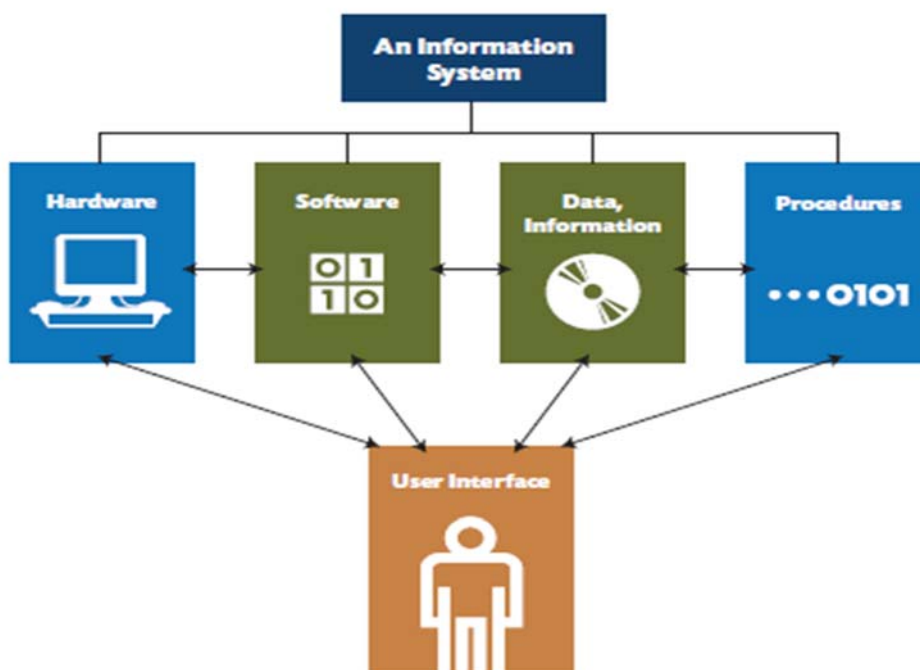 An Information
System
Hardware
Software
01
10
Data,
Information
Procedures
...0101
User Interface